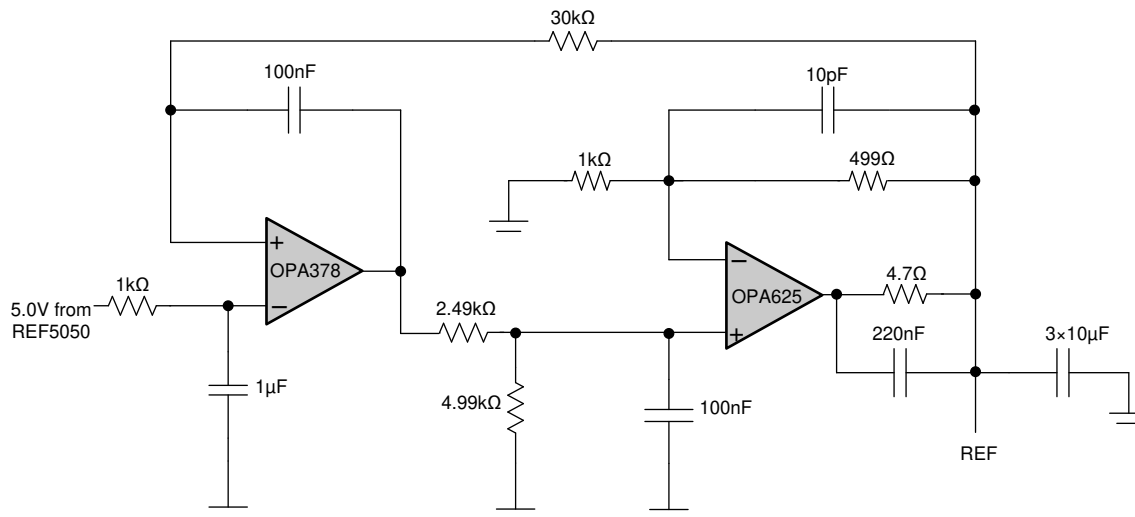 30kΩ
100nF
10pF
1kΩ
499Ω
+
OPA378
−
1kΩ
5.0V from
REF5050
1µF
2.49kΩ
4.99kΩ
−
OPA625
+
4.7Ω
220nF
3×10µF
100nF
REF